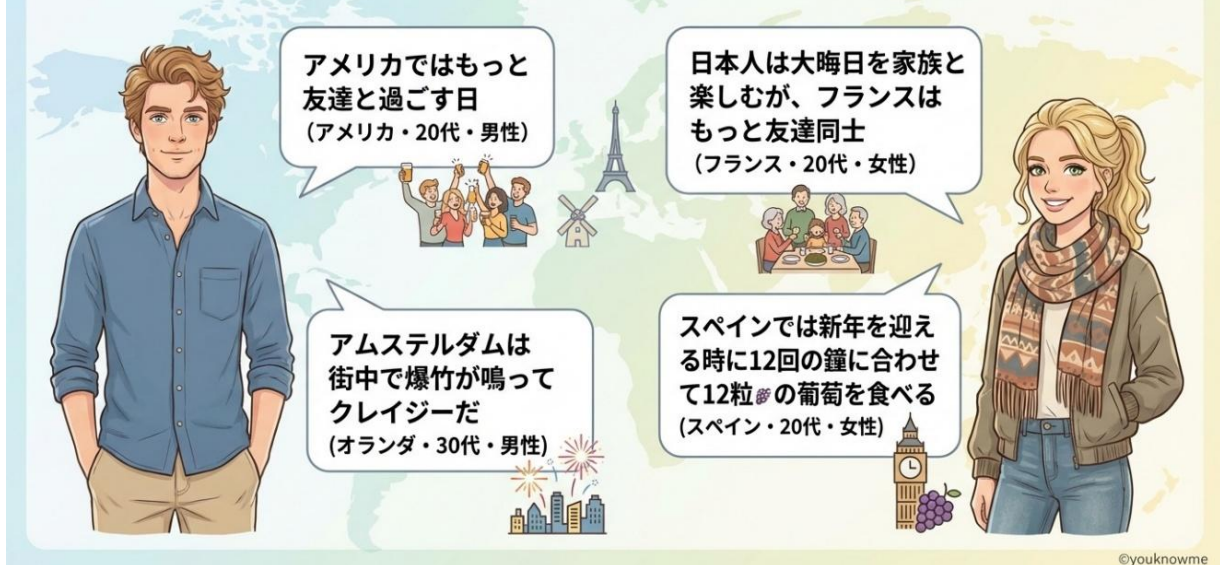 アメリカではもっと
友達と過ごす日
（アメリカ・20代・男性）
日本人は大晦日を家族と
楽しむが、フランスは
もっと友達同士
（フランス・20代・女性）
アムステルダムは
街中で爆竹が鳴って
クレイジーだ
(オランダ・30代・男性)
スペインでは新年を迎え
る時に12回の鐘に合わせ
て12粒🍇の葡萄を食べる
(スペイン・20代・女性)
©youknowme